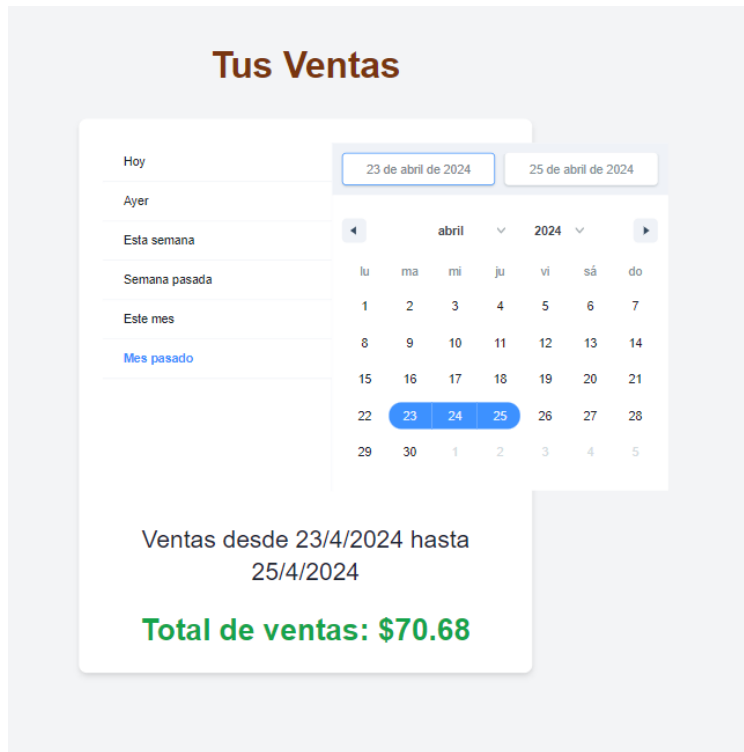 Tus Ventas
Hoy
Ayer
Esta semana
Semana pasada
Este mes
Mes pasado
23 de abril de 2024 25 de abril de 2024
abril 2024
lu ma mi ju vi sá do
1 2 3 4 5 6 7
8 9 10 11 12 13 14
15 16 17 18 19 20 21
22 23 24 25 26 27 28
29 30 1 2 3 4 5
Ventas desde 23/4/2024 hasta
25/4/2024
Total de ventas: $70.68